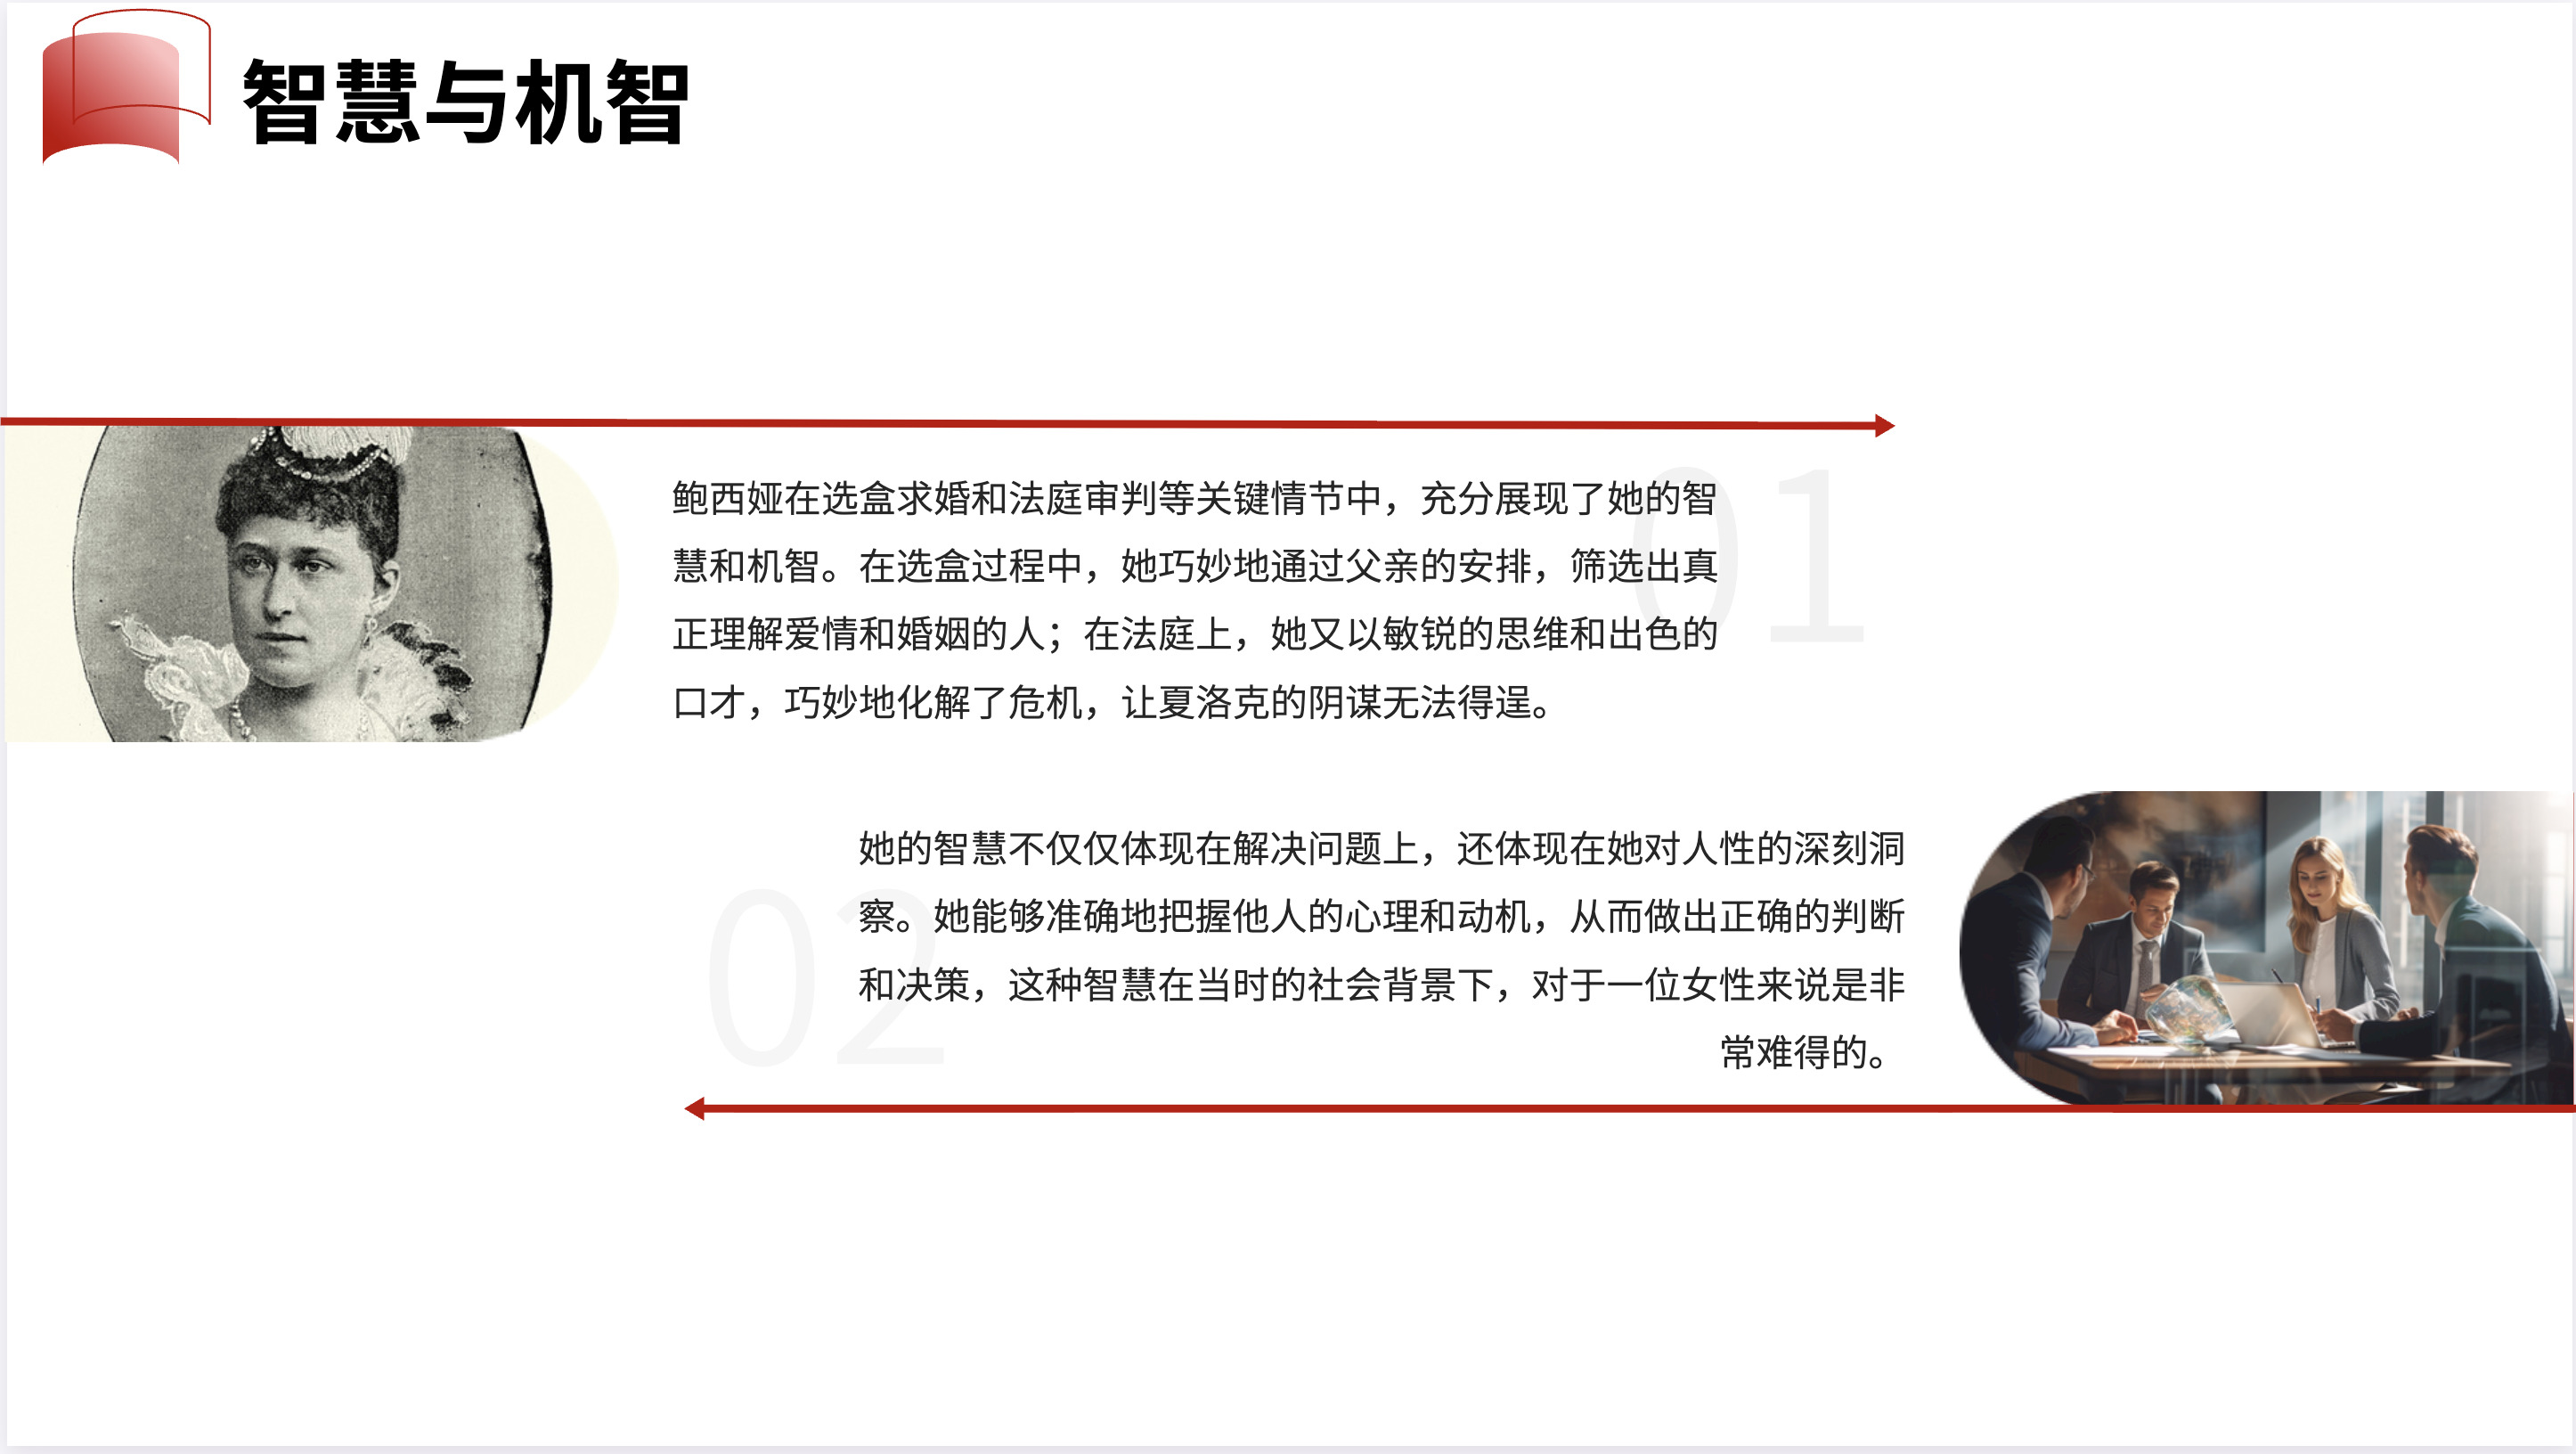 智慧与机智
01
鲍西娅在选盒求婚和法庭审判等关键情节中，充分展现了她的智
慧和机智。在选盒过程中，她巧妙地通过父亲的安排，筛选出真
正理解爱情和婚姻的人；在法庭上，她又以敏锐的思维和出色的
口才，巧妙地化解了危机，让夏洛克的阴谋无法得逞。
02
她的智慧不仅仅体现在解决问题上，还体现在她对人性的深刻洞
察。她能够准确地把握他人的心理和动机，从而做出正确的判断
和决策，这种智慧在当时的社会背景下，对于一位女性来说是非
常难得的。